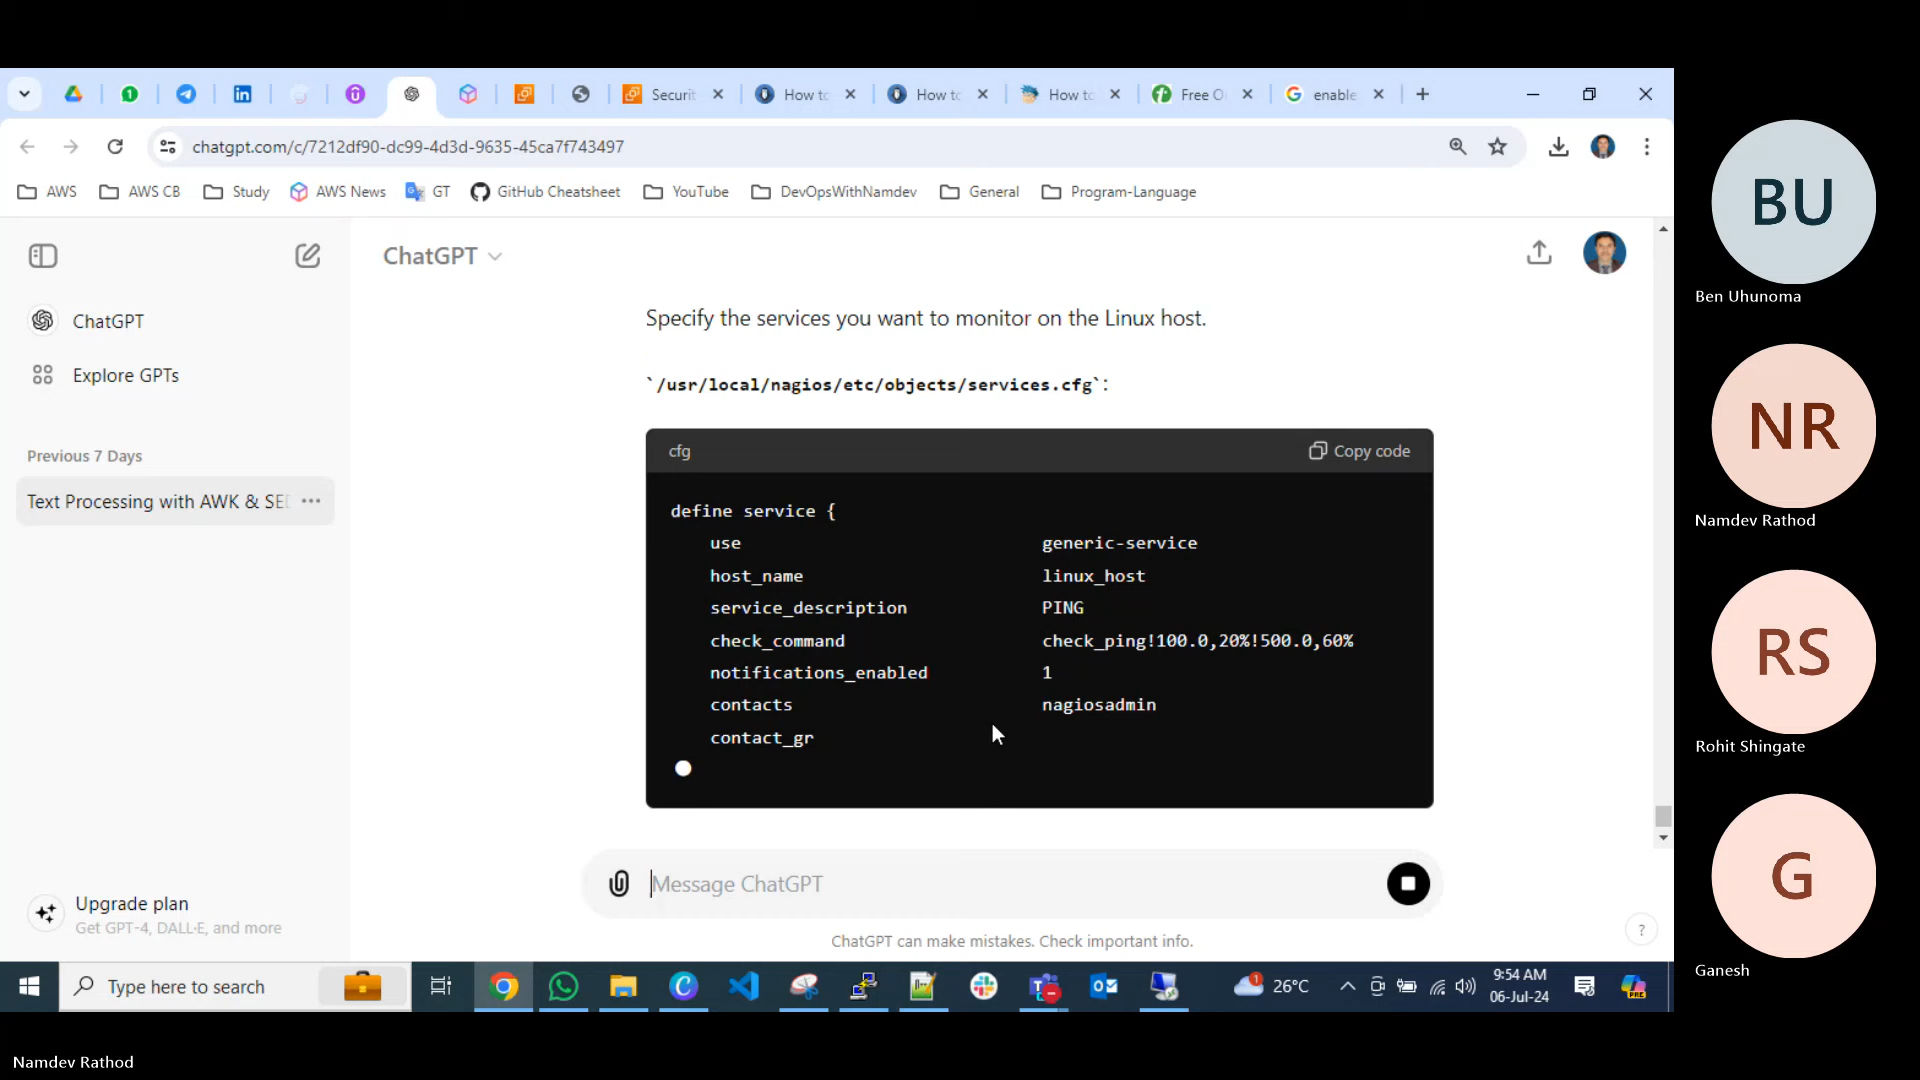 Securit
How to
How to
How to
Free O
enable
chatgpt.com/c/7212df90-dc99-4d3d-9635-45ca7f743497
AWS
AWS CB
Study
AWS News
GT
GitHub Cheatsheet
YouTube
DevOpsWithNamdev
General
Program-Language
ChatGPT
ChatGPT
Explore GPTs
Previous 7 Days
Text Processing with AWK & SED
Upgrade plan
Get GPT-4, DALL·E, and more
Specify the services you want to monitor on the Linux host.
`/usr/local/nagios/etc/objects/services.cfg`:
cfg
Copy code
define service {
use generic-service
host_name linux_host
service_description PING
check_command check_ping!100.0,20%!500.0,60%
notifications_enabled 1
contacts nagiosadmin
contact_gr
Message ChatGPT
ChatGPT can make mistakes. Check important info.
?
Type here to search
26°C
9:54 AM
06-Jul-24
BU
Ben Uhunoma
NR
Namdev Rathod
RS
Rohit Shingate
G
Ganesh
Namdev Rathod